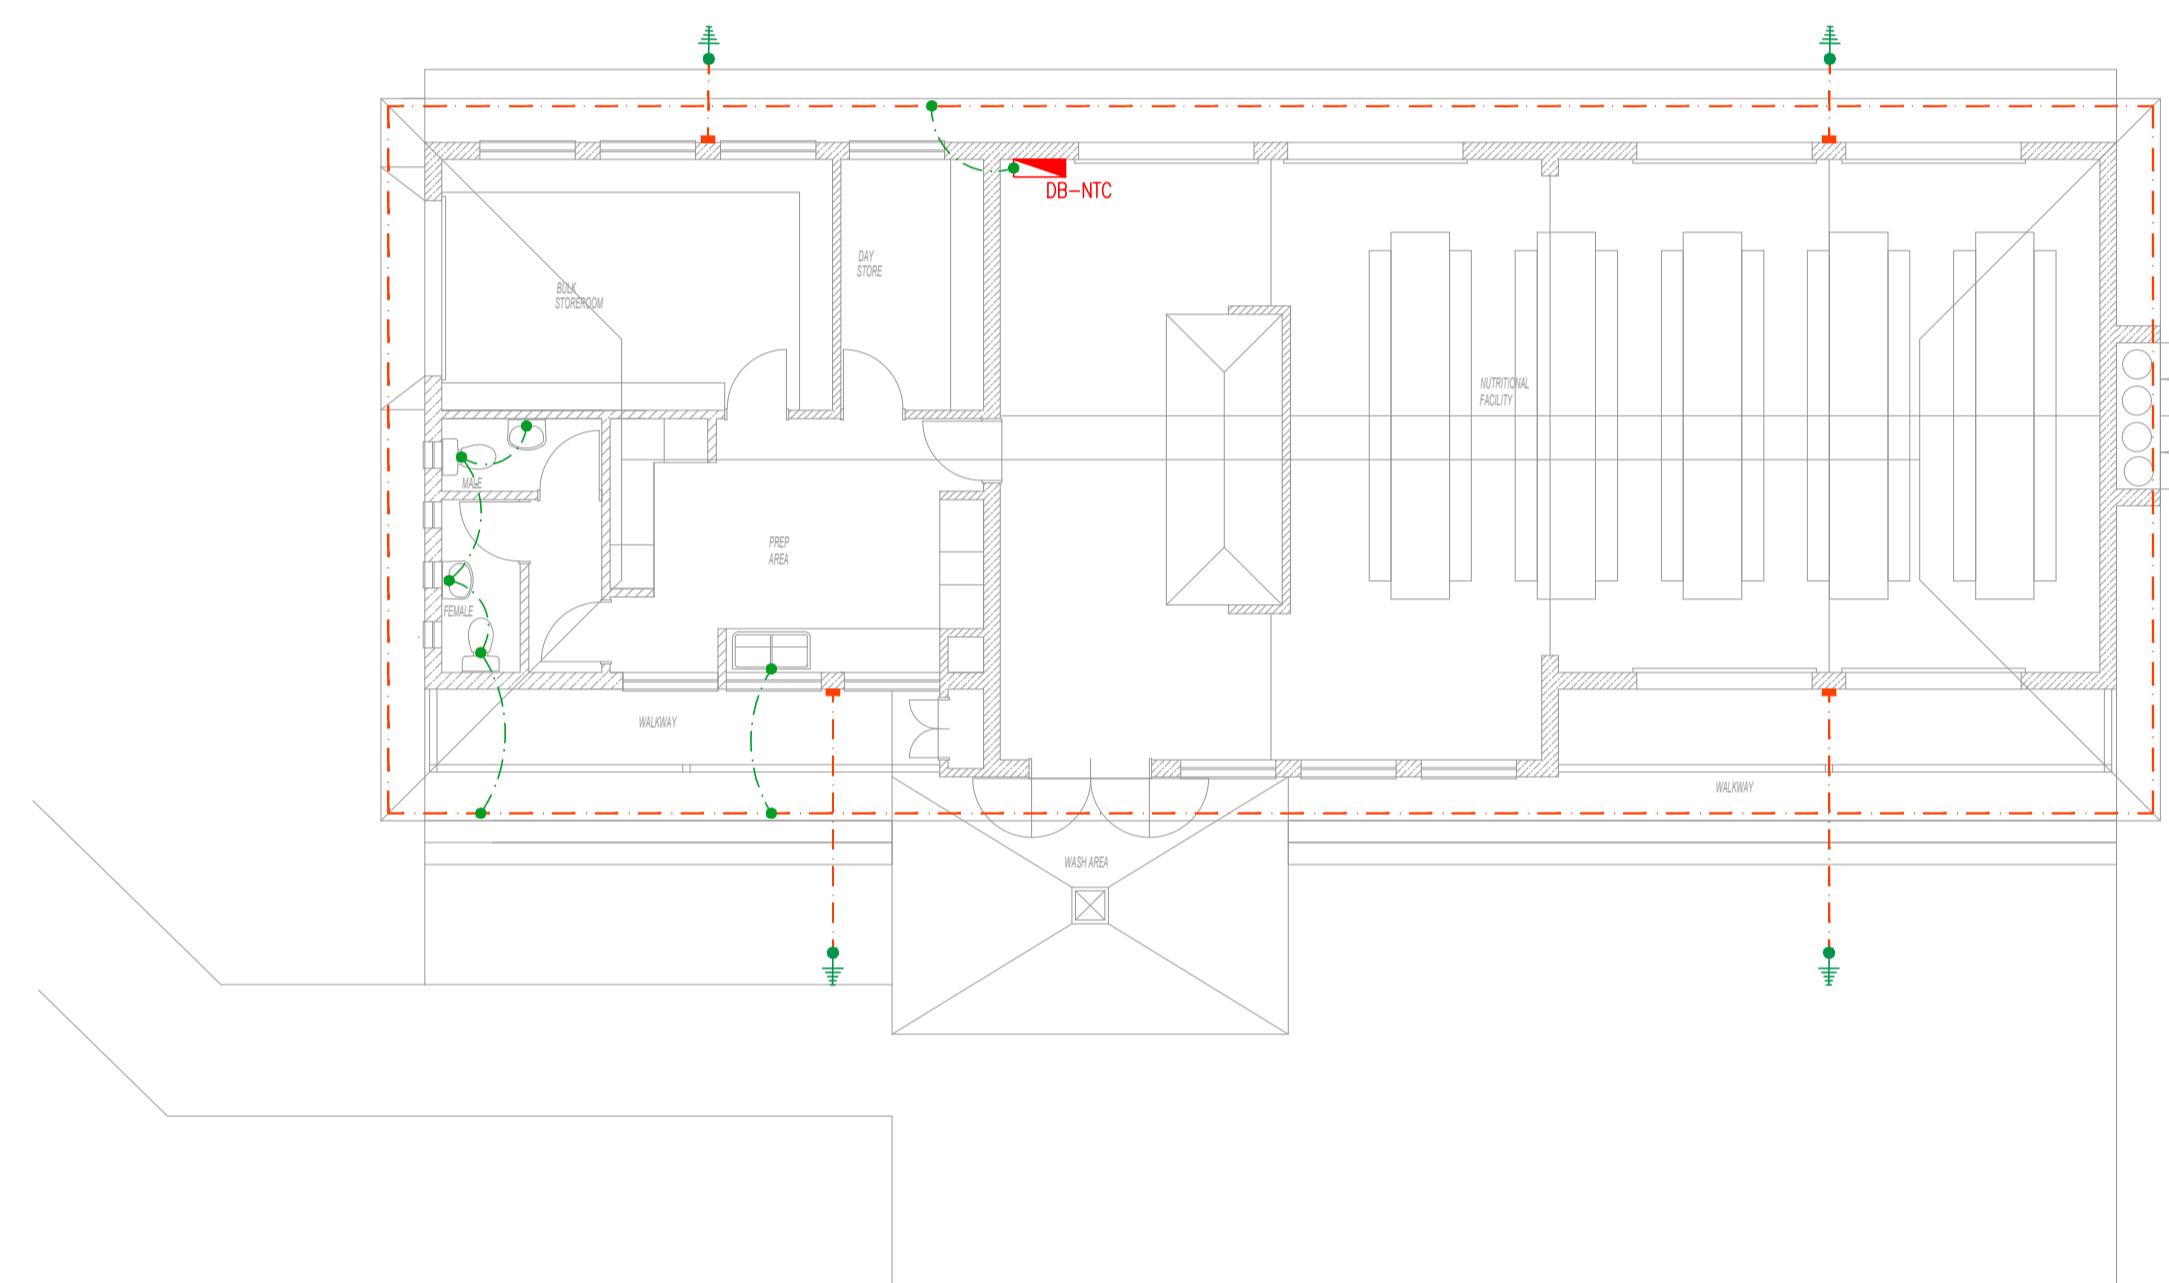 DB-NTC
DAY
STORE
BULK
STOREROOM
NUTRITIONAL
FACILITY
MALE
PREP
AREA
FEMALE
WALKWAY
WALKWAY
WASH AREA